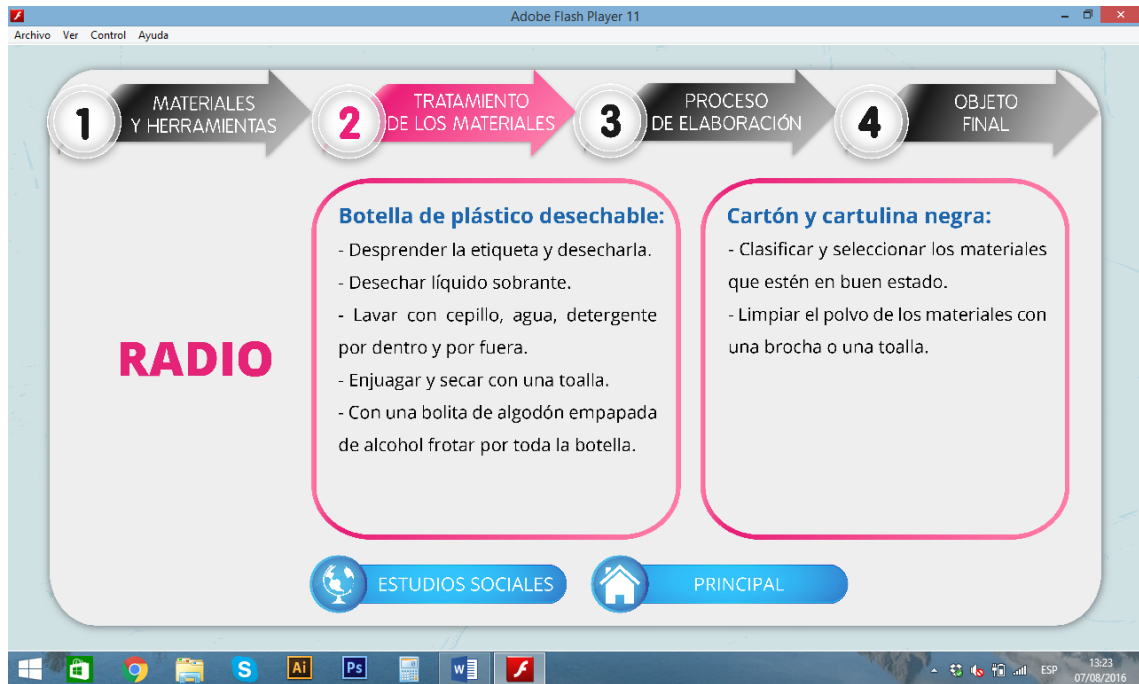 Adobe Flash Player 11
Archivo Ver Control Ayuda
1 MATERIALES
Y HERRAMIENTAS
2 TRATAMIENTO
DE LOS MATERIALES
3 PROCESO
DE ELABORACIÓN
4 OBJETO
FINAL
RADIO
Botella de plástico desechable:
- Desprender la etiqueta y desecharla.
- Desechar líquido sobrante.
- Lavar con cepillo, agua, detergente
por dentro y por fuera.
- Enjuagar y secar con una toalla.
- Con una bolita de algodón empapada
de alcohol frotar por toda la botella.
Cartón y cartulina negra:
- Clasificar y seleccionar los materiales
que estén en buen estado.
- Limpiar el polvo de los materiales con
una brocha o una toalla.
ESTUDIOS SOCIALES
PRINCIPAL
Ai
Ps
ESP
13:23
07/08/2016